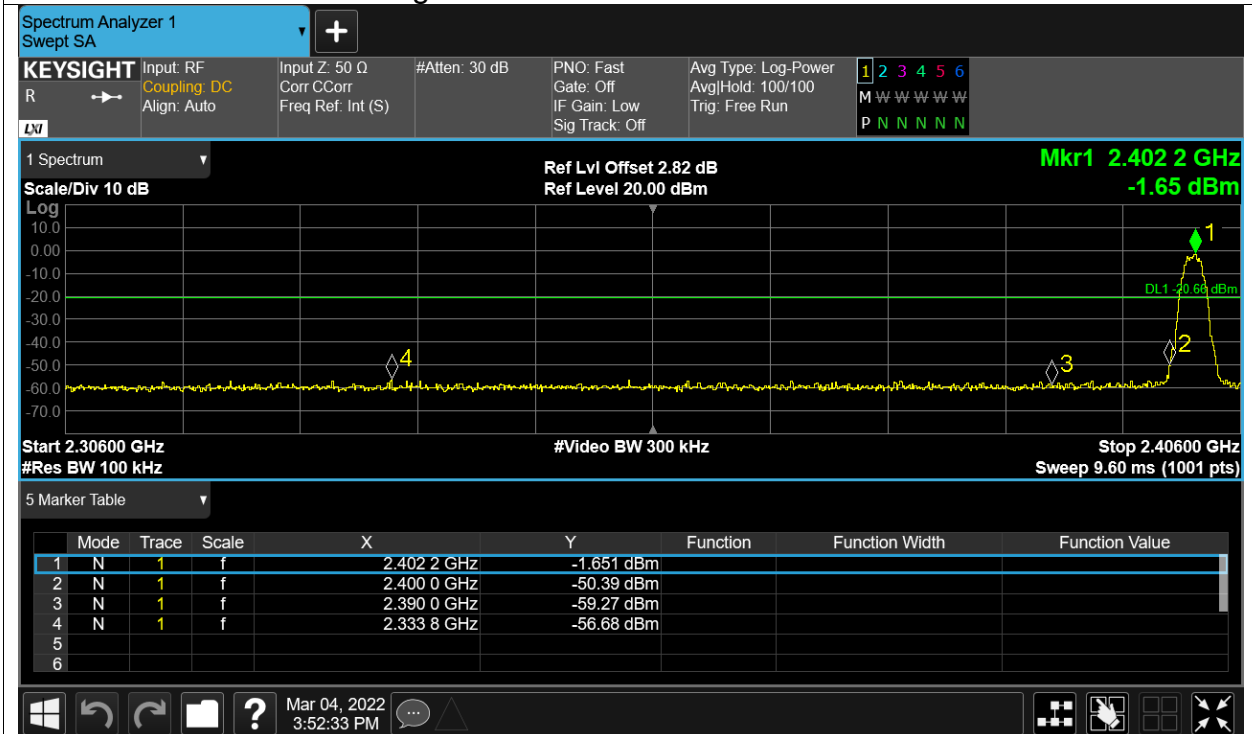 Spectrum Analyzer 1
Swept SA
+
KEYSIGHT Input: RF Input Z: 50 Ω #Atten: 30 dB PNO: Fast Avg Type: Log-Power 1 2 3 4 5 6
R Coupling: DC Corr CCorr Gate: Off Avg|Hold: 100/100 M W W W W W
Align: Auto Freq Ref: Int (S) IF Gain: Low Trig: Free Run
LXI Sig Track: Off P N N N N N
1 Spectrum Ref Lvl Offset 2.82 dB Mkr1 2.402 2 GHz
Scale/Div 10 dB Ref Level 20.00 dBm -1.65 dBm
Log
10.0 1
0.00
-10.0
-20.0 DL1 -20.66 dBm
-30.0
-40.0 2
-50.0 4 3
-60.0
-70.0
Start 2.30600 GHz #Video BW 300 kHz Stop 2.40600 GHz
#Res BW 100 kHz Sweep 9.60 ms (1001 pts)
5 Marker Table
Mode Trace Scale X Y Function Function Width Function Value
1 N 1 f 2.402 2 GHz -1.651 dBm
2 N 1 f 2.400 0 GHz -50.39 dBm
3 N 1 f 2.390 0 GHz -59.27 dBm
4 N 1 f 2.333 8 GHz -56.68 dBm
5
6
? Mar 04, 2022
3:52:33 PM